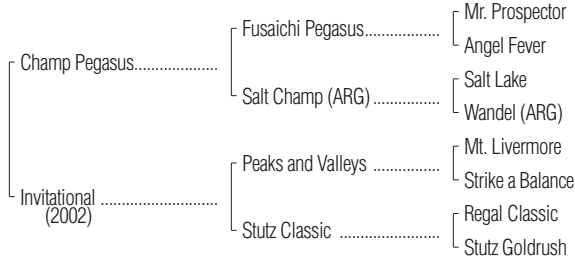 Mr. Prospector
Fusaichi Pegasus..................
Angel Fever
Champ Pegasus....................
Salt Lake
Salt Champ (ARG) ................
Wandel (ARG)
Mt. Livermore
Peaks and Valleys ................
Strike a Balance
Invitational ............................
(2002)
Regal Classic
Stutz Classic ........................
Stutz Goldrush